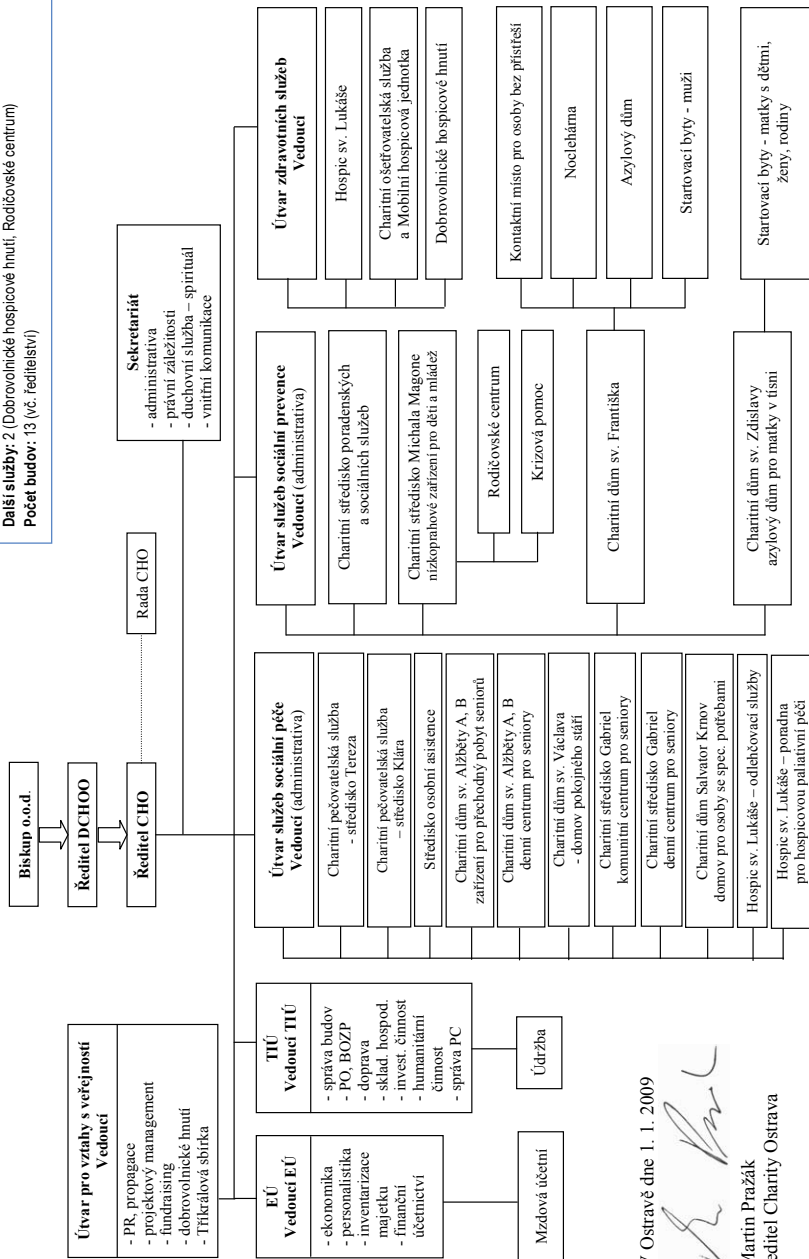 Další služby: 2 (Dobrovolnické hospicové hnutí, Rodičovské centrum)
Počet budov: 13 (vč. ředitelství)
Biskup o.o.d.
Ředitel DCHOO
Ředitel CHO
Rada CHO
Sekretariát
- administrativa
- právní záležitosti
- duchovní služba – spirituál
- vnitřní komunikace
Útvar pro vztahy s veřejností
Vedoucí
- PR, propagace
- projektový management
- fundraising
- dobrovolnické hnutí
- Tříkrálová sbírka
EÚ
Vedoucí EÚ
- ekonomika
- personalistika
- inventarizace
majetku
- finanční
účetnictví
Mzdová účetní
TIÚ
Vedoucí TIÚ
- správa budov
- PO, BOZP
- doprava
- sklad. hospod.
- invest. činnost
- humanitární
činnost
- správa PC
Údržba
Útvar služeb sociální péče
Vedoucí (administrativa)
Charitní pečovatelská služba
- středisko Tereza
Charitní pečovatelská služba
– středisko Klára
Středisko osobní asistence
Charitní dům sv. Alžběty A, B
zařízení pro přechodný pobyt seniorů
Charitní dům sv. Alžběty A, B
denní centrum pro seniory
Charitní dům sv. Václava
- domov pokojného stáří
Charitní středisko Gabriel
komunitní centrum pro seniory
Charitní středisko Gabriel
denní centrum pro seniory
Charitní dům Salvator Krnov
domov pro osoby se spec. potřebami
Hospic sv. Lukáše – odlehčovací služby
Hospic sv. Lukáše – poradna
pro hospicovou paliativní péči
Útvar služeb sociální prevence
Vedoucí (administrativa)
Charitní středisko poradenských
a sociálních služeb
Charitní středisko Michala Magone
nízkoprahové zařízení pro děti a mládež
Rodičovské centrum
Krizová pomoc
Charitní dům sv. Františka
Charitní dům sv. Zdislavy
azylový dům pro matky v tísni
Útvar zdravotních služeb
Vedoucí
Hospic sv. Lukáše
Charitní ošetřovatelská služba
a Mobilní hospicová jednotka
Dobrovolnické hospicové hnutí
Kontaktní místo pro osoby bez přístřeší
Noclehárna
Azylový dům
Startovací byty - muži
Startovací byty - matky s dětmi,
ženy, rodiny
V Ostravě dne 1. 1. 2009
Martin Pražák
ředitel Charity Ostrava